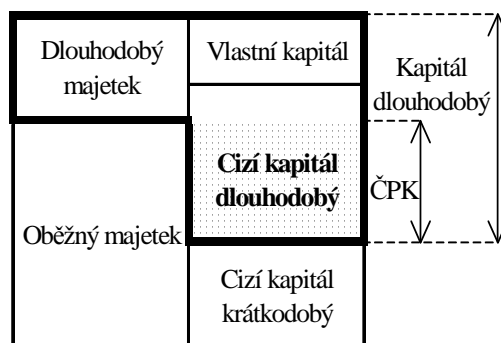 Dlouhodobý
majetek
Vlastní kapitál
Kapitál
dlouhodobý
Cizí kapitál
dlouhodobý
ČPK
Oběžný majetek
Cizí kapitál
krátkodobý